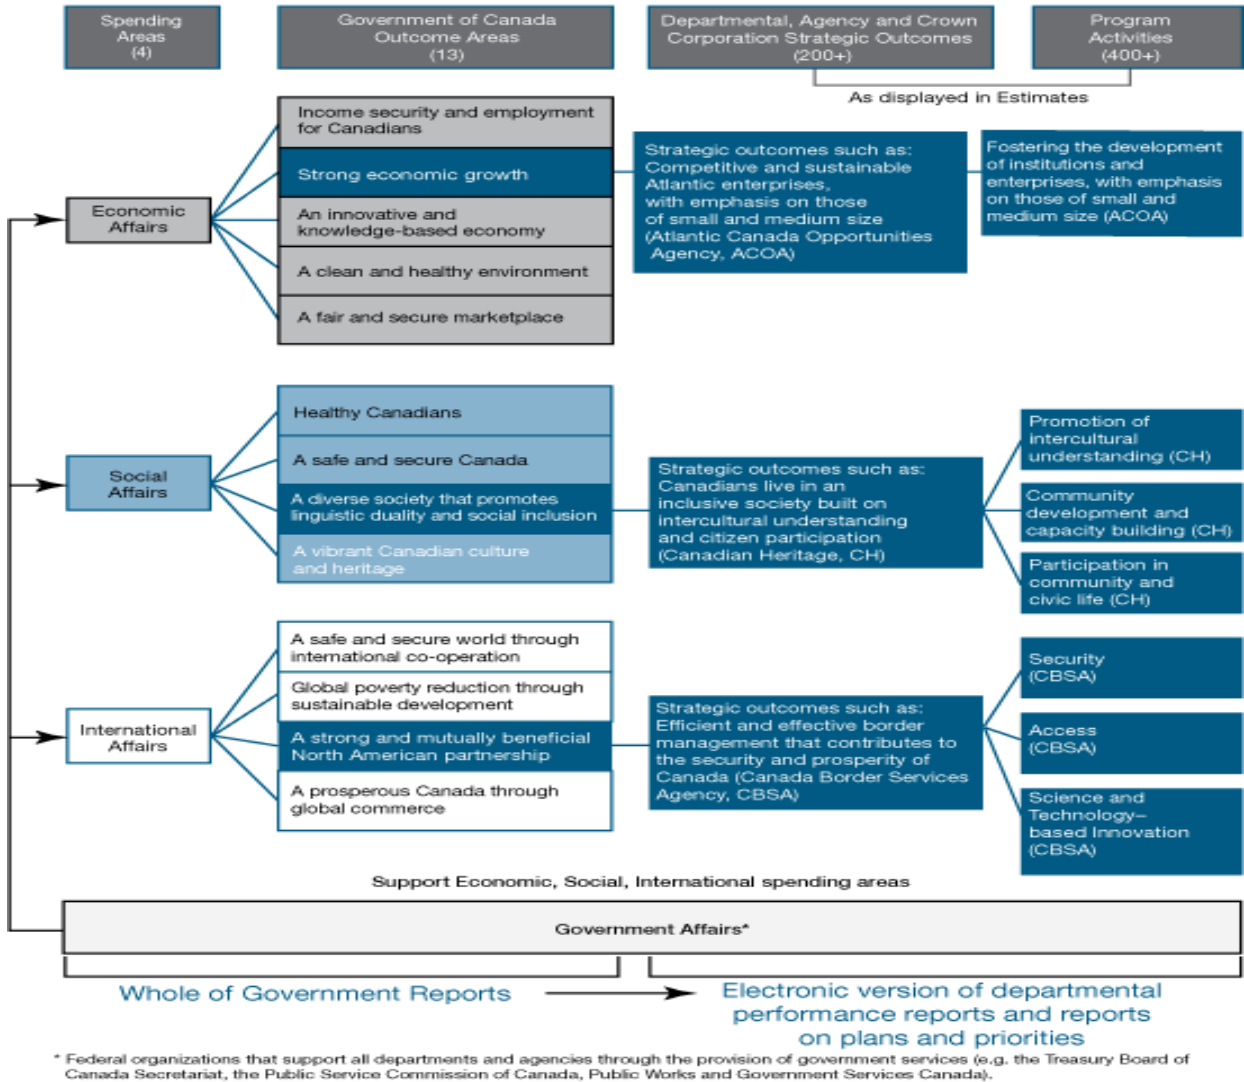 Spending
Areas
(4)
Government of Canada
Outcome Areas
(13)
Departmental, Agency and Crown
Corporation Strategic Outcomes
(200+)
Program
Activities
(400+)
As displayed in Estimates
Economic
Affairs
Income security and employment
for Canadians
Strong economic growth
An innovative and
knowledge-based economy
A clean and healthy environment
A fair and secure marketplace
Strategic outcomes such as:
Competitive and sustainable
Atlantic enterprises,
with emphasis on those
of small and medium size
(Atlantic Canada Opportunities
Agency, ACOA)
Fostering the development
of institutions and
enterprises, with emphasis
on those of small and
medium size (ACOA)
Social
Affairs
Healthy Canadians
A safe and secure Canada
A diverse society that promotes
linguistic duality and social inclusion
A vibrant Canadian culture
and heritage
Strategic outcomes such as:
Canadians live in an
inclusive society built on
intercultural understanding
and citizen participation
(Canadian Heritage, CH)
Promotion of
intercultural
understanding (CH)
Community
development and
capacity building (CH)
Participation in
community and
civic life (CH)
International
Affairs
A safe and secure world through
international co-operation
Global poverty reduction through
sustainable development
A strong and mutually beneficial
North American partnership
A prosperous Canada through
global commerce
Strategic outcomes such as:
Efficient and effective border
management that contributes to
the security and prosperity of
Canada (Canada Border Services
Agency, CBSA)
Security
(CBSA)
Access
(CBSA)
Science and
Technology–
based Innovation
(CBSA)
Support Economic, Social, International spending areas
Government Affairs*
Whole of Government Reports
Electronic version of departmental
performance reports and reports
on plans and priorities
* Federal organizations that support all departments and agencies through the provision of government services (e.g. the Treasury Board of
Canada Secretariat, the Public Service Commission of Canada, Public Works and Government Services Canada).